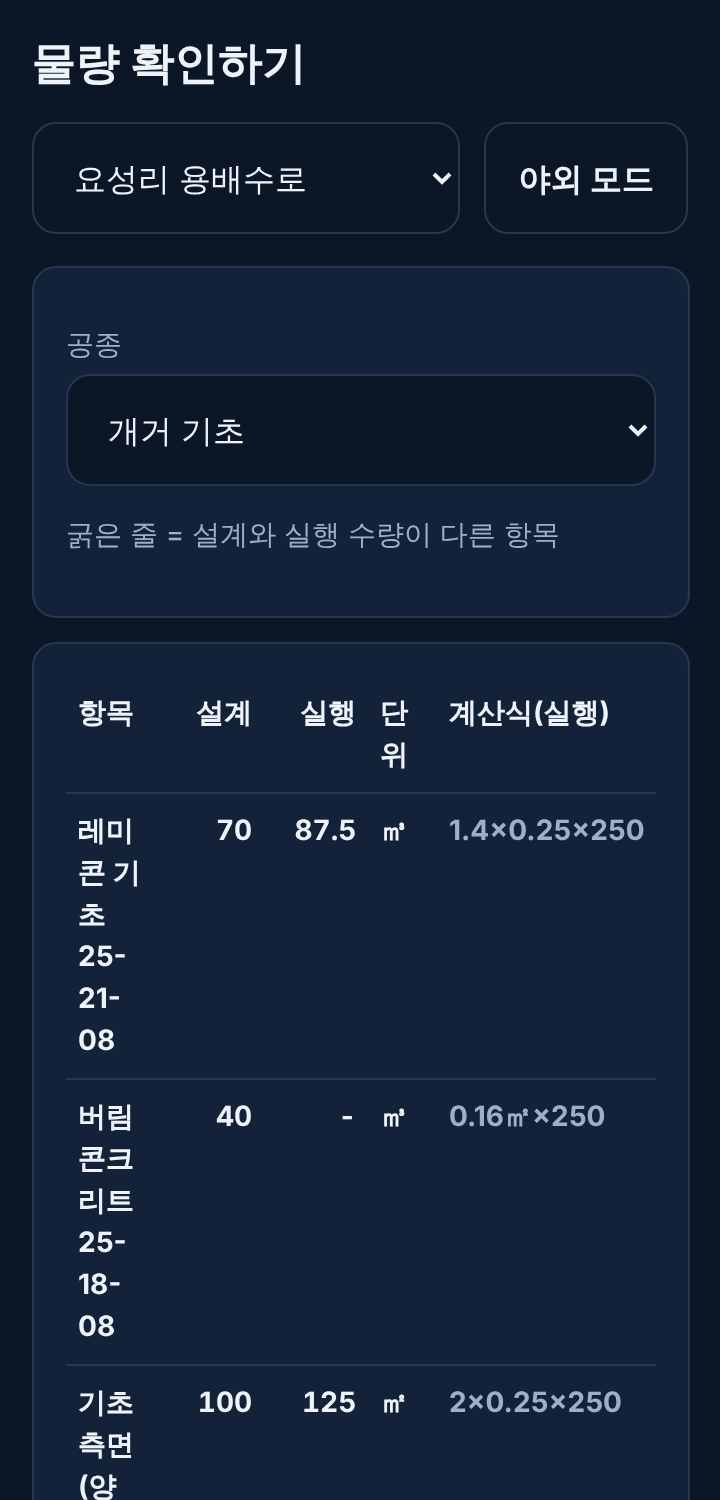 물량 확인하기
요성리 용배수로
야외 모드
공종
개거 기초
굵은 줄 = 설계와 실행 수량이 다른 항목
항목 설계 실행 단위 계산식(실행)
레미콘 기초 25-21-08 70 87.5 ㎥ 1.4×0.25×250
버림콘크리트 25-18-08 40 - ㎥ 0.16㎡×250
기초 측면 (양 100 125 ㎡ 2×0.25×250